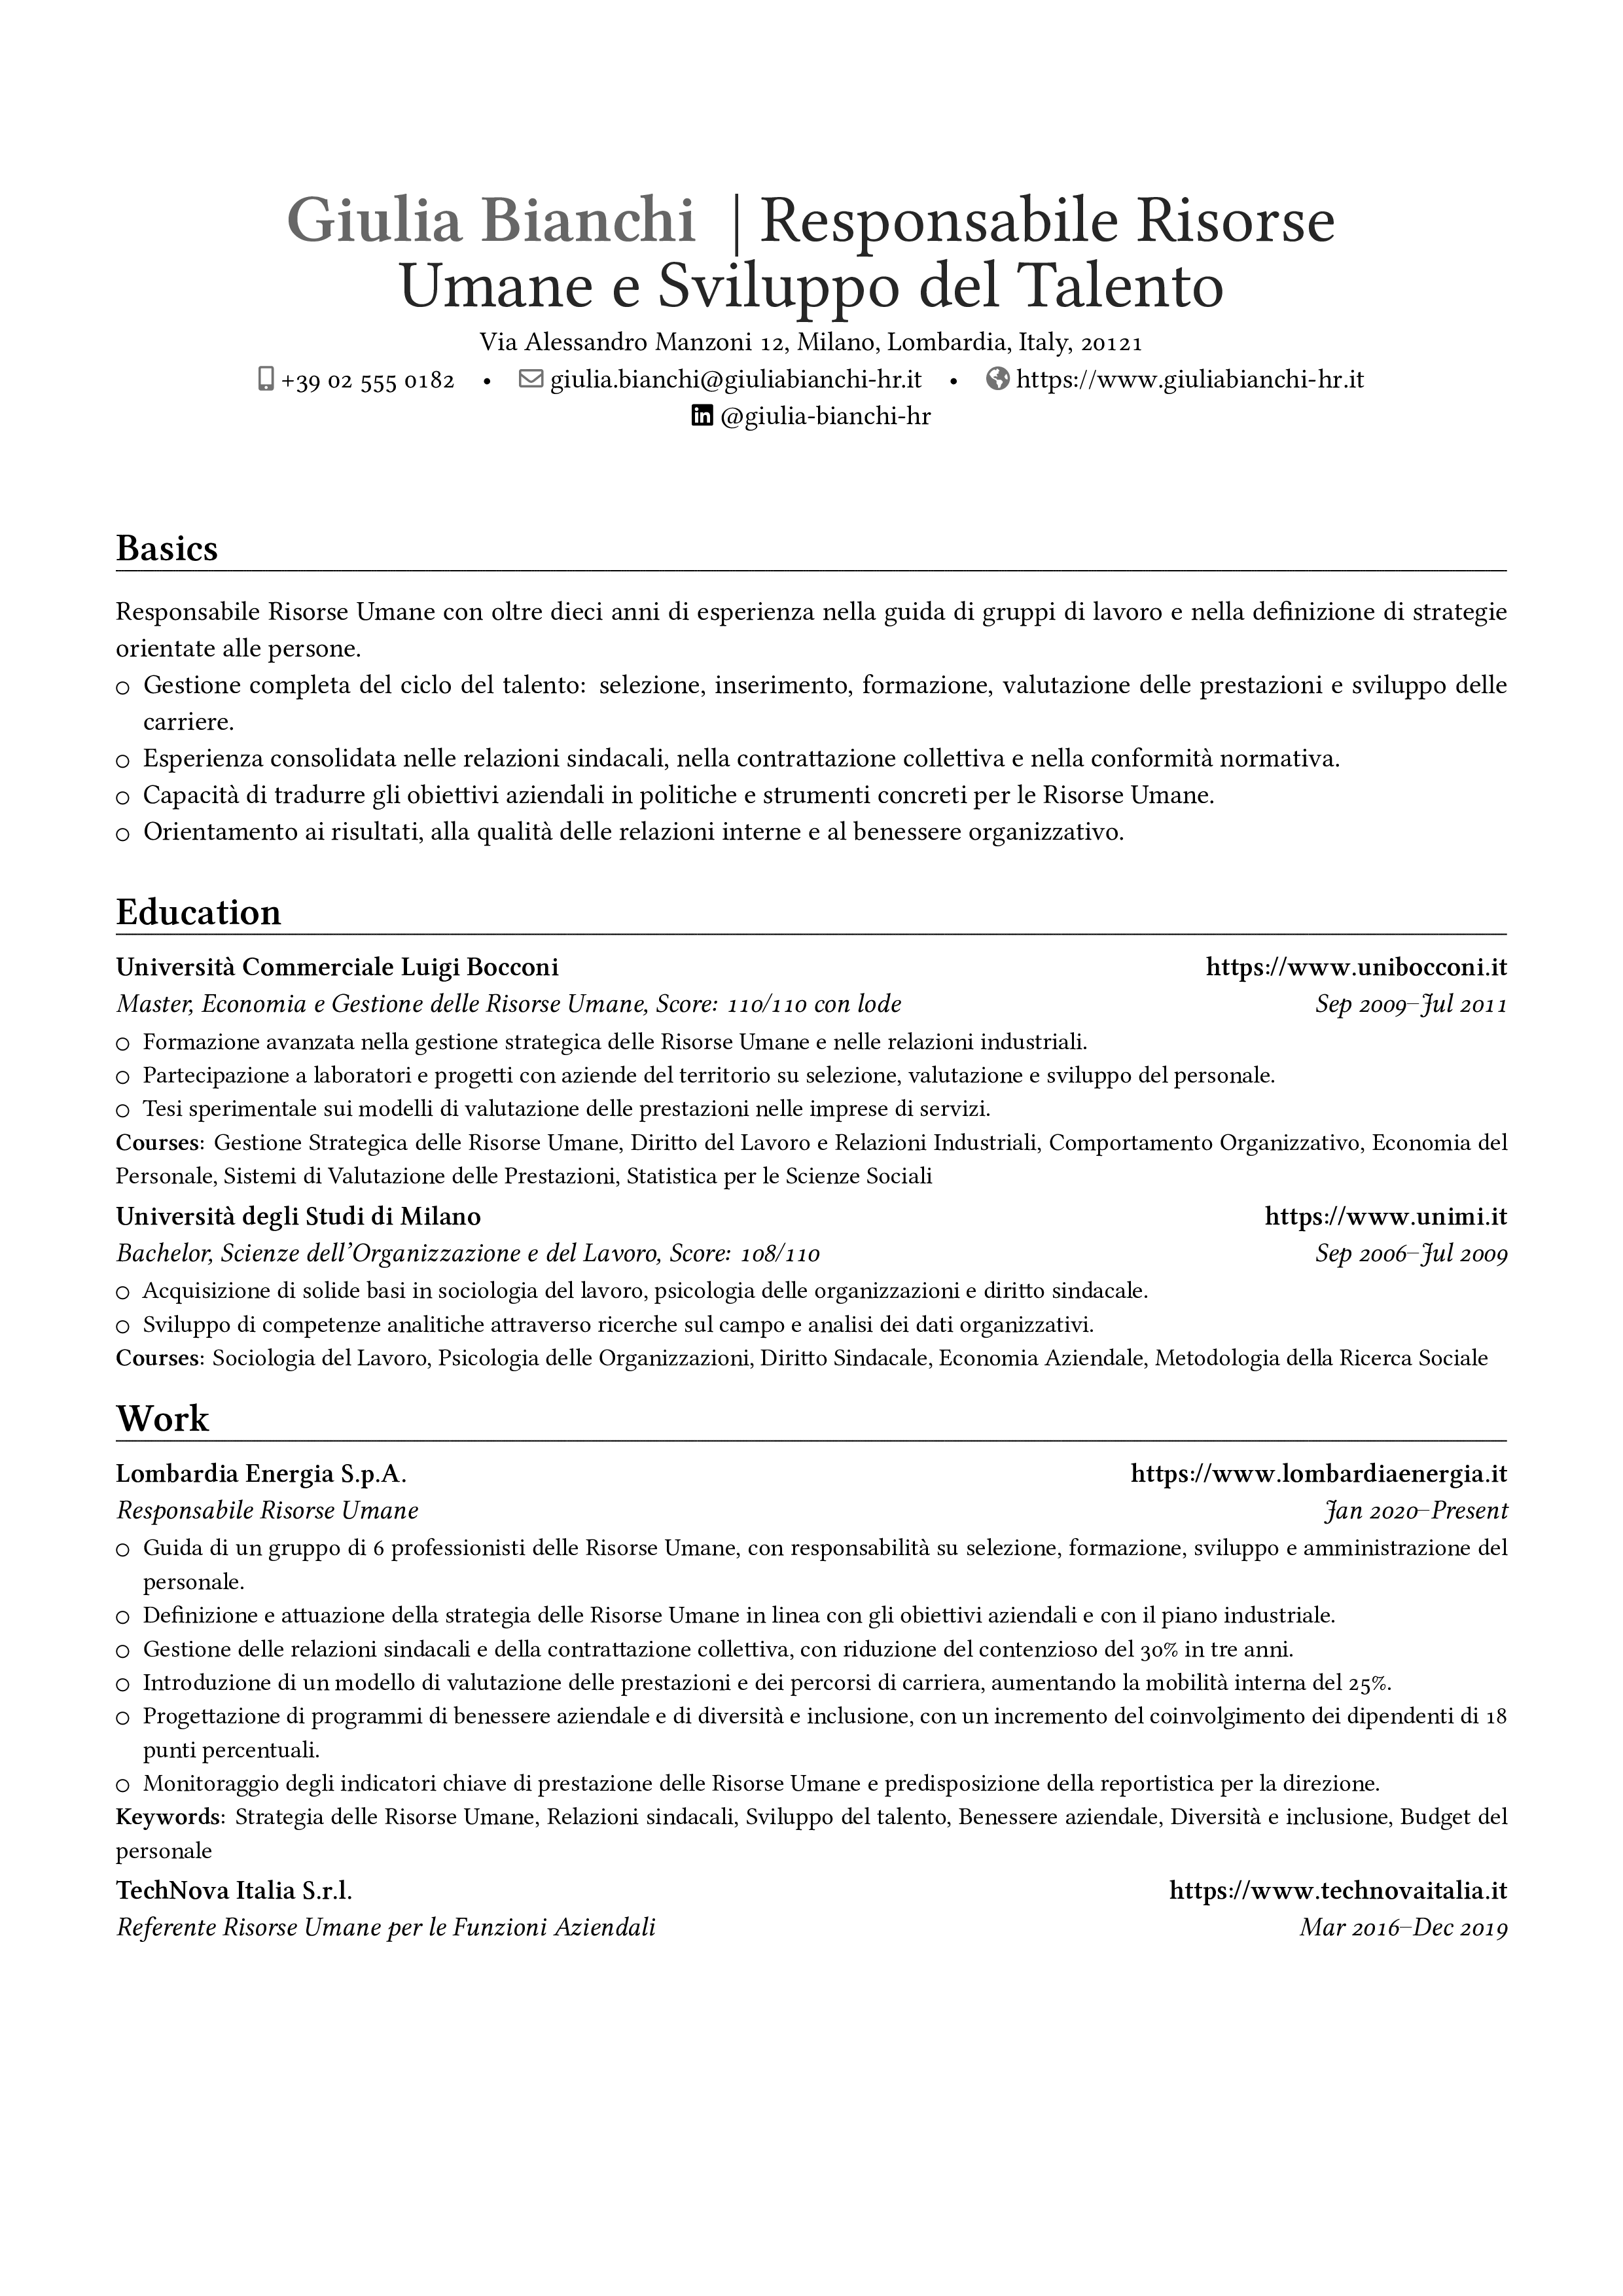 Giulia Bianchi | Responsabile Risorse
Umane e Sviluppo del Talento
Via Alessandro Manzoni 12, Milano, Lombardia, Italy, 20121
+39 02 555 0182 • giulia.bianchi@giuliabianchi-hr.it • https://www.giuliabianchi-hr.it
@giulia-bianchi-hr
Basics
Responsabile Risorse Umane con oltre dieci anni di esperienza nella guida di gruppi di lavoro e nella definizione di strategie
orientate alle persone.
○ Gestione completa del ciclo del talento: selezione, inserimento, formazione, valutazione delle prestazioni e sviluppo delle
carriere.
○ Esperienza consolidata nelle relazioni sindacali, nella contrattazione collettiva e nella conformità normativa.
○ Capacità di tradurre gli obiettivi aziendali in politiche e strumenti concreti per le Risorse Umane.
○ Orientamento ai risultati, alla qualità delle relazioni interne e al benessere organizzativo.
Education
Università Commerciale Luigi Bocconi https://www.unibocconi.it
Master, Economia e Gestione delle Risorse Umane, Score: 110/110 con lode Sep 2009–Jul 2011
○ Formazione avanzata nella gestione strategica delle Risorse Umane e nelle relazioni industriali.
○ Partecipazione a laboratori e progetti con aziende del territorio su selezione, valutazione e sviluppo del personale.
○ Tesi sperimentale sui modelli di valutazione delle prestazioni nelle imprese di servizi.
Courses: Gestione Strategica delle Risorse Umane, Diritto del Lavoro e Relazioni Industriali, Comportamento Organizzativo, Economia del
Personale, Sistemi di Valutazione delle Prestazioni, Statistica per le Scienze Sociali
Università degli Studi di Milano https://www.unimi.it
Bachelor, Scienze dell’Organizzazione e del Lavoro, Score: 108/110 Sep 2006–Jul 2009
○ Acquisizione di solide basi in sociologia del lavoro, psicologia delle organizzazioni e diritto sindacale.
○ Sviluppo di competenze analitiche attraverso ricerche sul campo e analisi dei dati organizzativi.
Courses: Sociologia del Lavoro, Psicologia delle Organizzazioni, Diritto Sindacale, Economia Aziendale, Metodologia della Ricerca Sociale
Work
Lombardia Energia S.p.A. https://www.lombardiaenergia.it
Responsabile Risorse Umane Jan 2020–Present
○ Guida di un gruppo di 6 professionisti delle Risorse Umane, con responsabilità su selezione, formazione, sviluppo e amministrazione del
personale.
○ Definizione e attuazione della strategia delle Risorse Umane in linea con gli obiettivi aziendali e con il piano industriale.
○ Gestione delle relazioni sindacali e della contrattazione collettiva, con riduzione del contenzioso del 30% in tre anni.
○ Introduzione di un modello di valutazione delle prestazioni e dei percorsi di carriera, aumentando la mobilità interna del 25%.
○ Progettazione di programmi di benessere aziendale e di diversità e inclusione, con un incremento del coinvolgimento dei dipendenti di 18
punti percentuali.
○ Monitoraggio degli indicatori chiave di prestazione delle Risorse Umane e predisposizione della reportistica per la direzione.
Keywords: Strategia delle Risorse Umane, Relazioni sindacali, Sviluppo del talento, Benessere aziendale, Diversità e inclusione, Budget del
personale
TechNova Italia S.r.l. https://www.technovaitalia.it
Referente Risorse Umane per le Funzioni Aziendali Mar 2016–Dec 2019